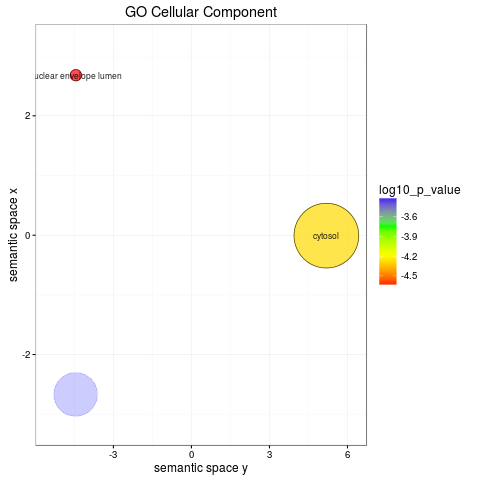 GO Cellular Component
uclear envelope lumen
cytosol
2
0
-2
-3
0
3
6
semantic space y
semantic space x
log10_p_value
-3.6
-3.9
-4.2
-4.5